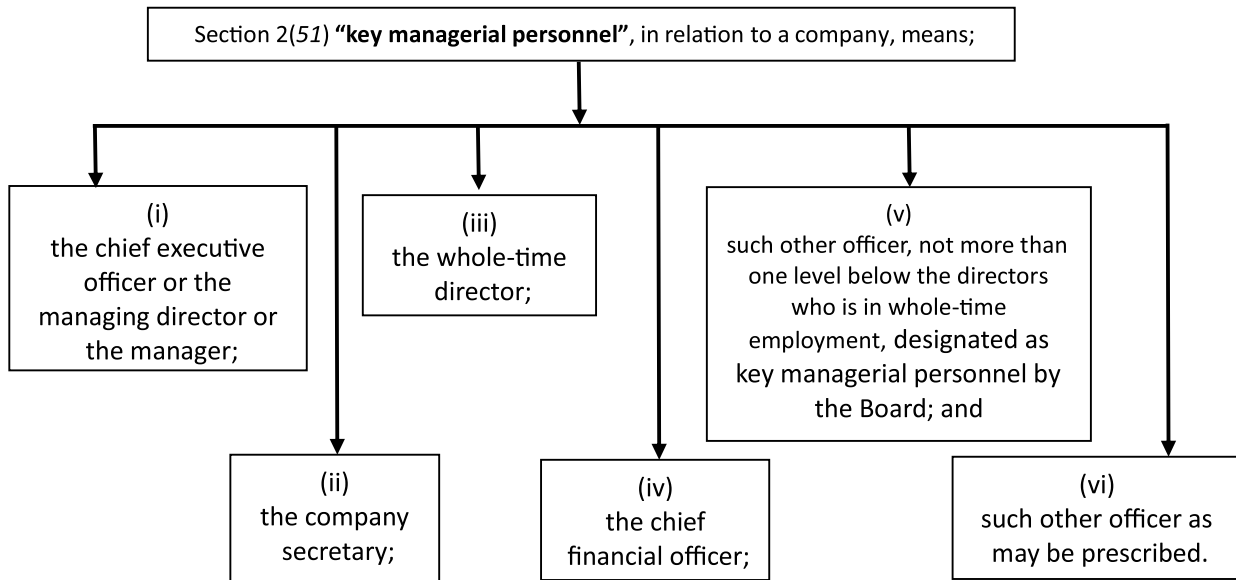 Section 2(51) “key managerial personnel”, in relation to a company, means;
(i)
the chief executive
officer or the
managing director or
the manager;
(ii)
the company
secretary;
(iii)
the whole-time
director;
(iv)
the chief
financial officer;
(v)
such other officer, not more than
one level below the directors
who is in whole-time
employment, designated as
key managerial personnel by
the Board; and
(vi)
such other officer as
may be prescribed.